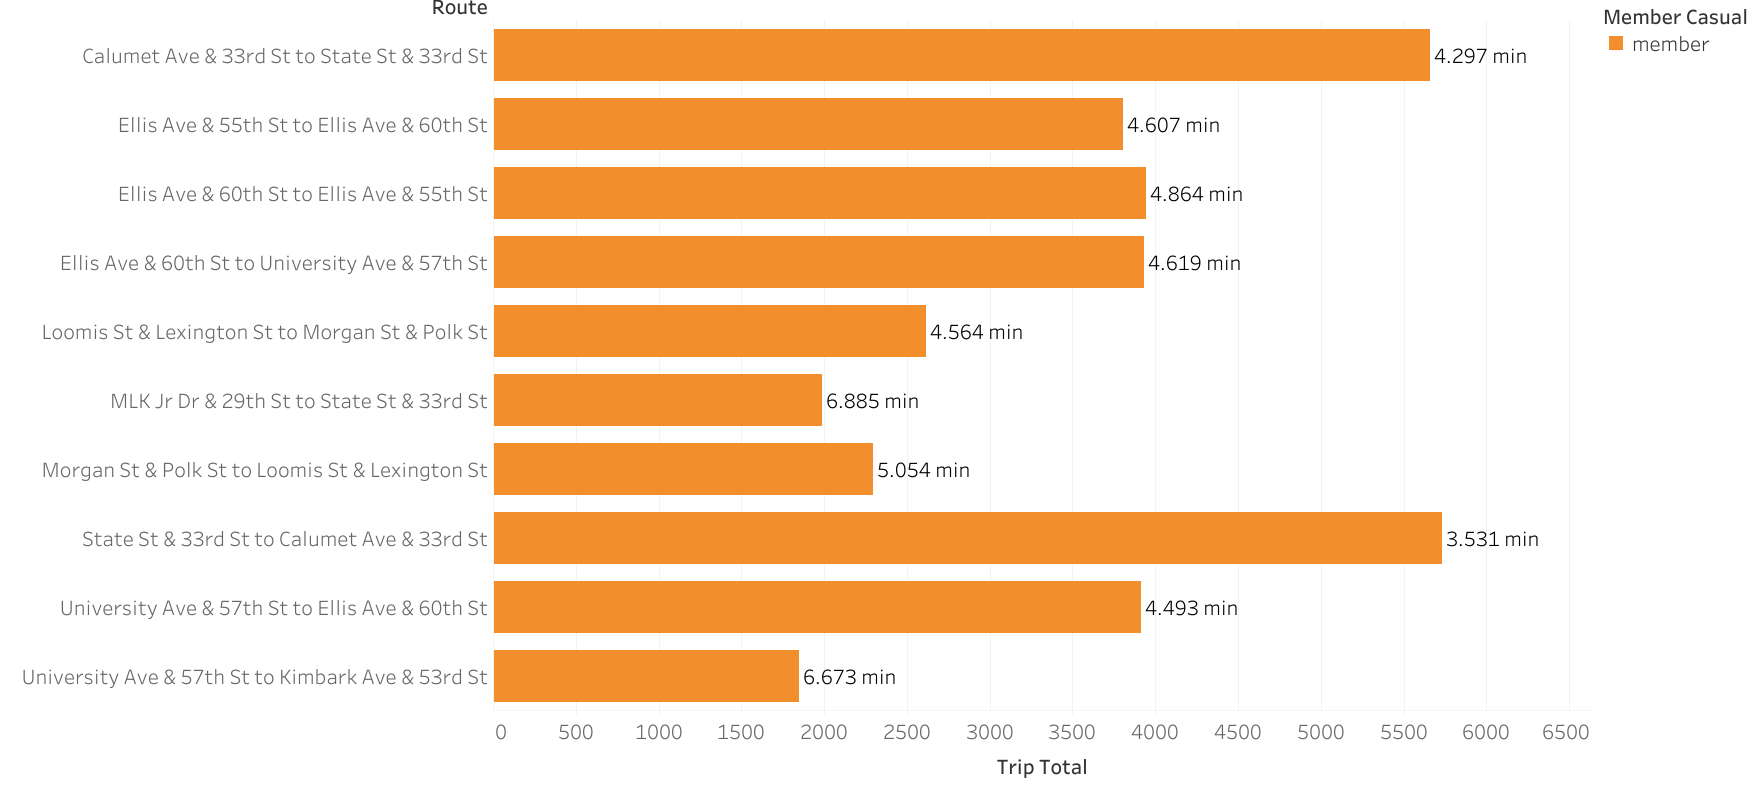 Route
Member Casual
member
Calumet Ave & 33rd St to State St & 33rd St 4.297 min
Ellis Ave & 55th St to Ellis Ave & 60th St 4.607 min
Ellis Ave & 60th St to Ellis Ave & 55th St 4.864 min
Ellis Ave & 60th St to University Ave & 57th St 4.619 min
Loomis St & Lexington St to Morgan St & Polk St 4.564 min
MLK Jr Dr & 29th St to State St & 33rd St 6.885 min
Morgan St & Polk St to Loomis St & Lexington St 5.054 min
State St & 33rd St to Calumet Ave & 33rd St 3.531 min
University Ave & 57th St to Ellis Ave & 60th St 4.493 min
University Ave & 57th St to Kimbark Ave & 53rd St 6.673 min
0 500 1000 1500 2000 2500 3000 3500 4000 4500 5000 5500 6000 6500
Trip Total